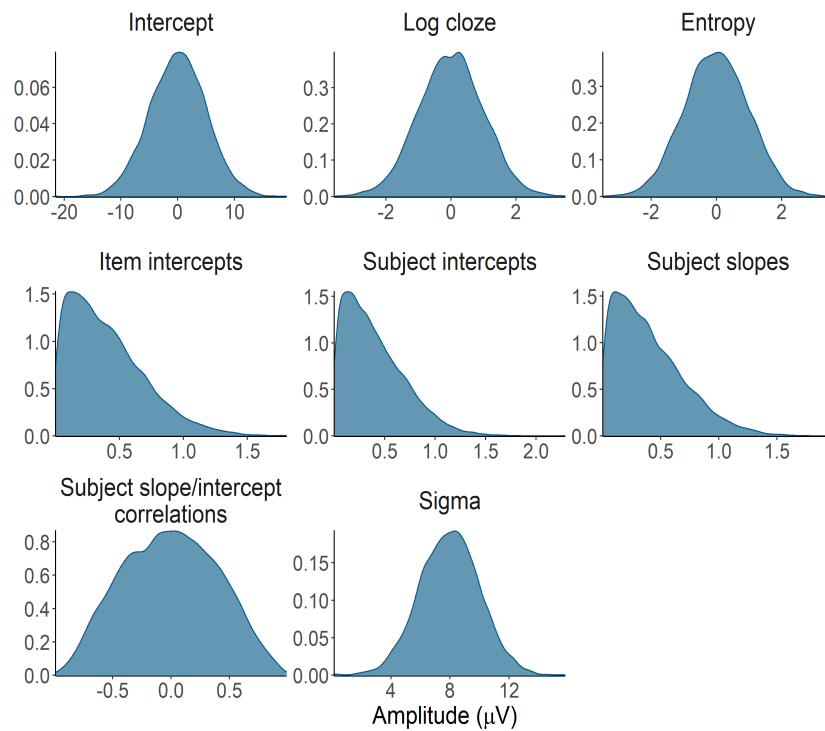 Intercept
Log cloze
Entropy
0.06
0.04
0.02
0.00
-20 -10 0 10
0.3
0.2
0.1
0.0
-2 0 2
0.3
0.2
0.1
0.0
-2 0 2
Item intercepts
Subject intercepts
Subject slopes
1.5
1.0
0.5
0.0
0.5 1.0 1.5
1.5
1.0
0.5
0.0
0.5 1.0 1.5 2.0
1.5
1.0
0.5
0.0
0.5 1.0 1.5
Subject slope/intercept
correlations
Sigma
0.8
0.6
0.4
0.2
0.0
-0.5 0.0 0.5
0.15
0.10
0.05
0.00
4 8 12
Amplitude (μV)